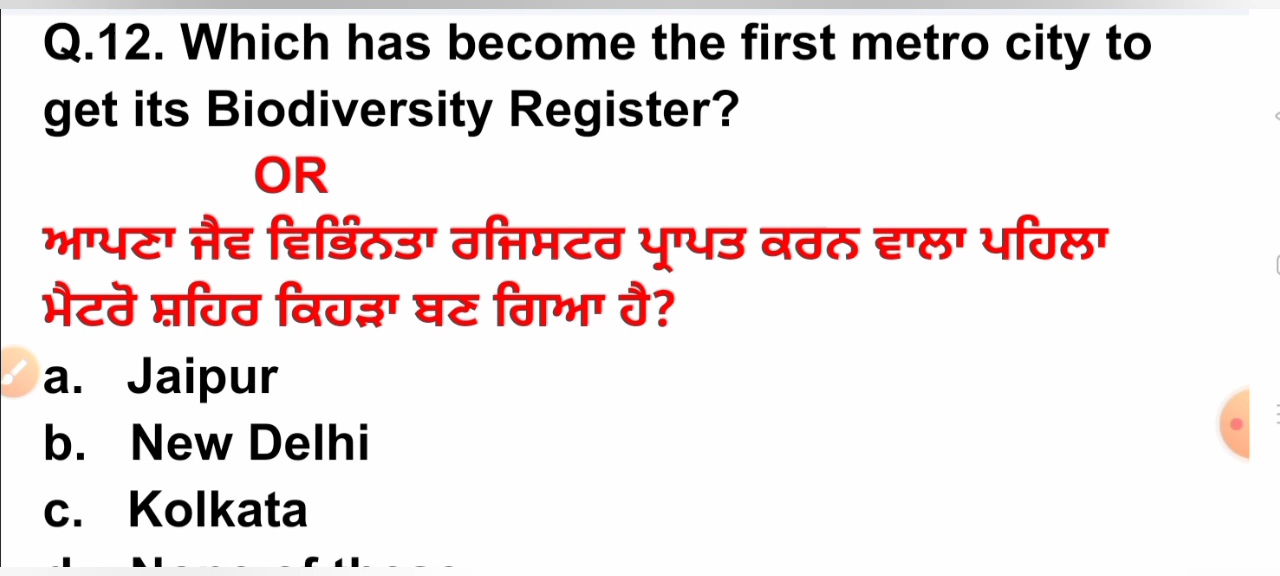 Q.12. Which has become the first metro city to
get its Biodiversity Register?
OR
ਆਪਣਾ ਜੈਵ ਵਿਭਿੰਨਤਾ ਰਜਿਸਟਰ ਪ੍ਰਾਪਤ ਕਰਨ ਵਾਲਾ ਪਹਿਲਾ
ਮੈਟਰੋ ਸ਼ਹਿਰ ਕਿਹੜਾ ਬਣ ਗਿਆ ਹੈ?
a. Jaipur
b. New Delhi
c. Kolkata